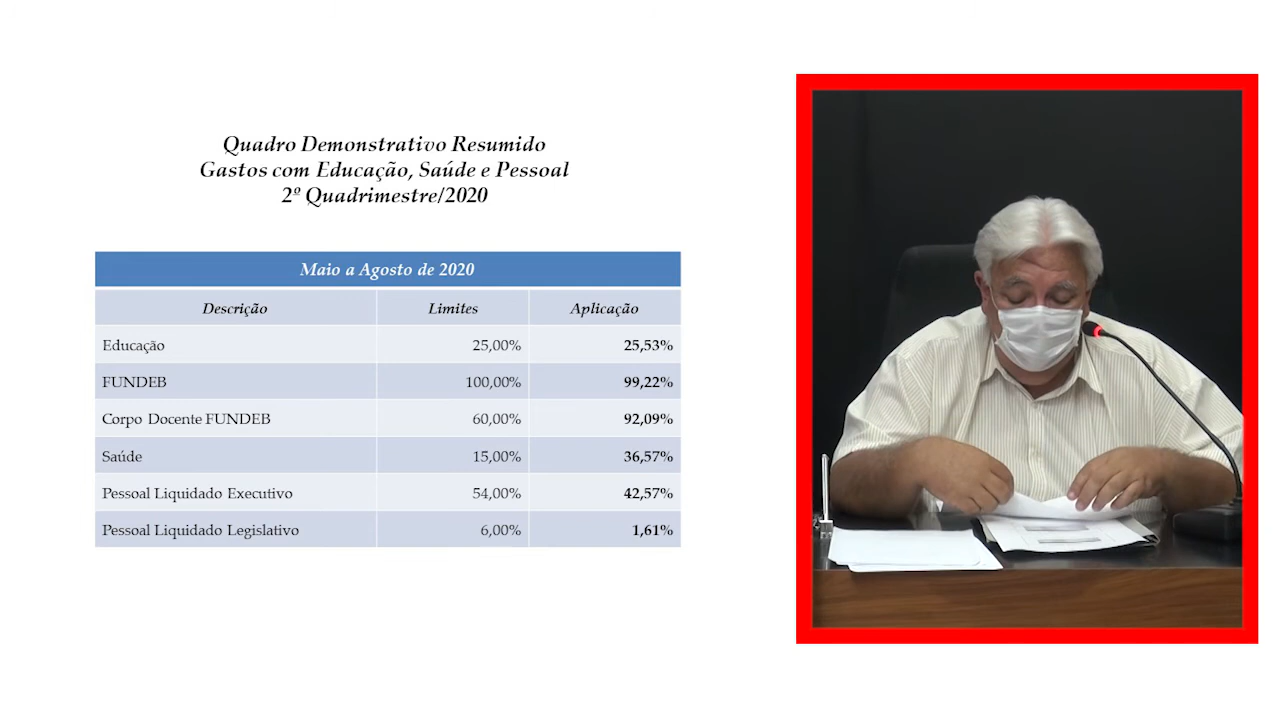 Quadro Demonstrativo Resumido
Gastos com Educação, Saúde e Pessoal
2º Quadrimestre/2020
Maio a Agosto de 2020
Descrição Limites Aplicação
Educação 25,00% 25,53%
FUNDEB 100,00% 99,22%
Corpo Docente FUNDEB 60,00% 92,09%
Saúde 15,00% 36,57%
Pessoal Liquidado Executivo 54,00% 42,57%
Pessoal Liquidado Legislativo 6,00% 1,61%